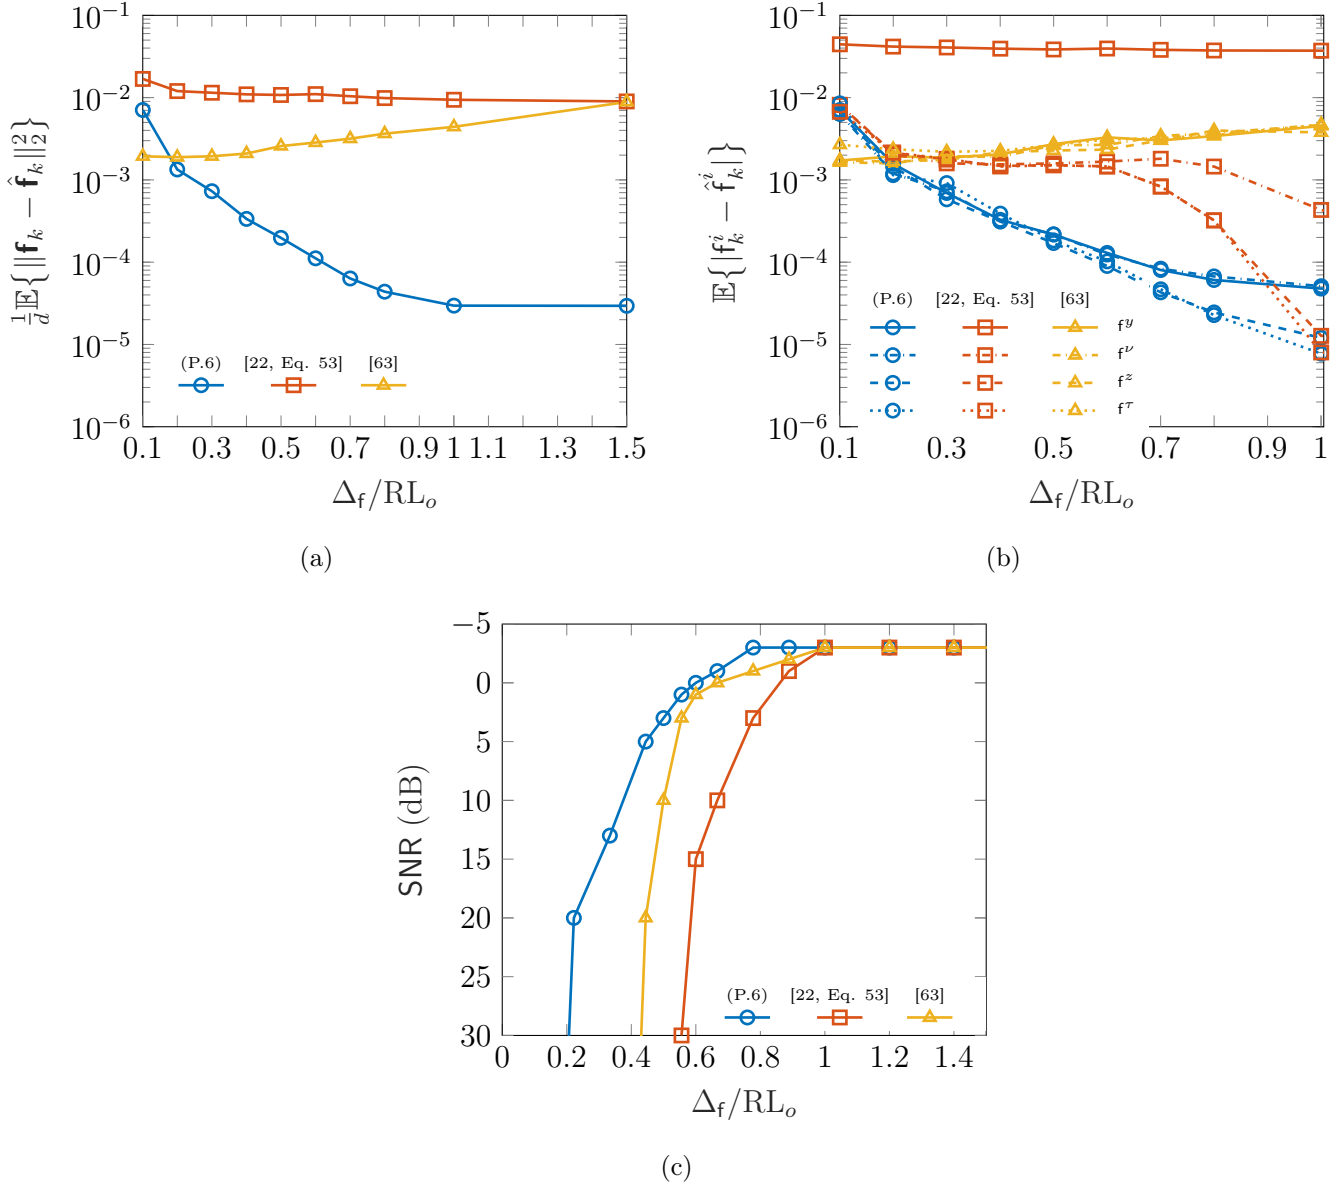 10^{-1}
10^{-2}
10^{-3}
10^{-4}
10^{-5}
10^{-6}
\frac{1}{d}𝔼{||𝐟_k − \hat{𝐟}_k||_2^2}
(P.6) [22, Eq. 53] [63]
0.1 0.3 0.5 0.7 0.9 1 1.1 1.3 1.5
Δ_f/RL_o
(a)
10^{-1}
10^{-2}
10^{-3}
10^{-4}
10^{-5}
10^{-6}
𝔼{|f_k^i − \hat{f}_k^i|}
(P.6) [22, Eq. 53] [63]
f^y
f^ν
f^z
f^τ
0.1 0.3 0.5 0.7 0.9 1
Δ_f/RL_o
(b)
−5
0
5
10
15
20
25
30
SNR (dB)
(P.6) [22, Eq. 53] [63]
0 0.2 0.4 0.6 0.8 1 1.2 1.4
Δ_f/RL_o
(c)